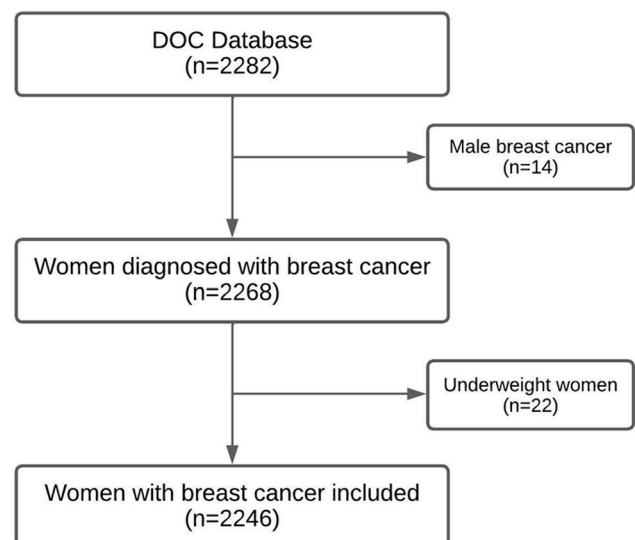 DOC Database
(n=2282)
Male breast cancer
(n=14)
Women diagnosed with breast cancer
(n=2268)
Underweight women
(n=22)
Women with breast cancer included
(n=2246)